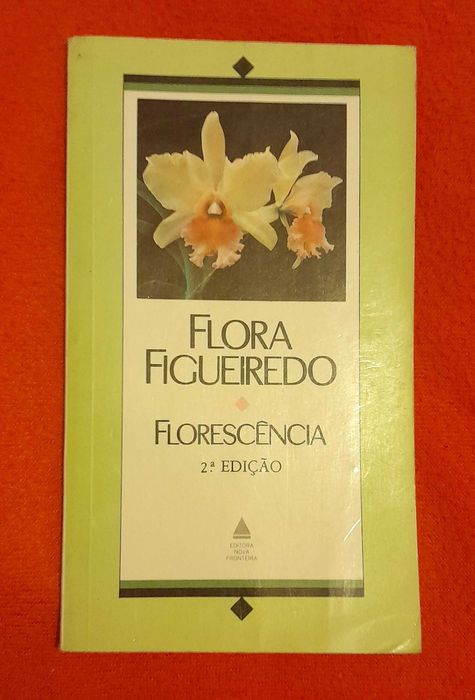 FLORA
FIGUEIREDO
FLORESCÊNCIA
2ª EDIÇÃO
EDITORA
NOVA
FRONTEIRA